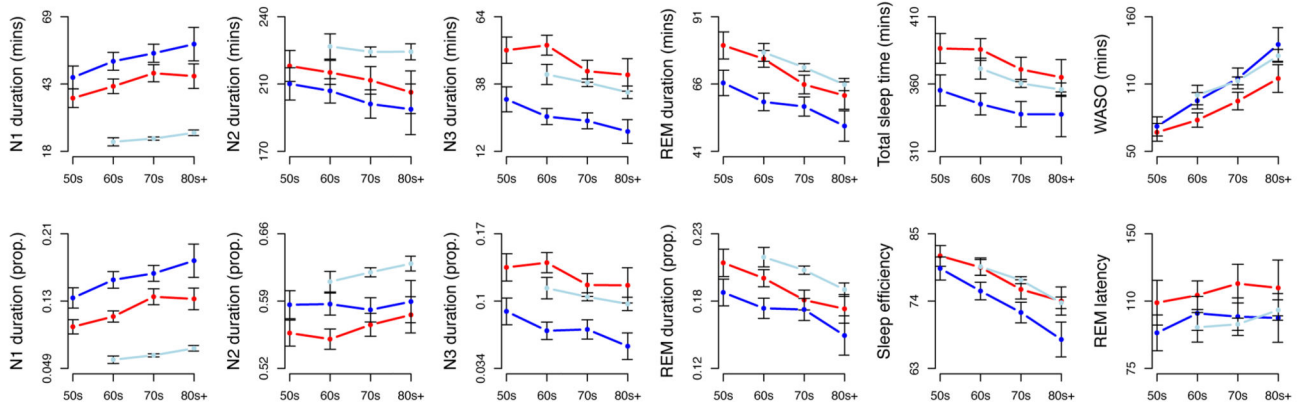 N1 duration (mins)
69
43
18
50s 60s 70s 80s+
N2 duration (mins)
240
210
170
50s 60s 70s 80s+
N3 duration (mins)
64
38
12
50s 60s 70s 80s+
REM duration (mins)
91
66
41
50s 60s 70s 80s+
Total sleep time (mins)
410
360
310
50s 60s 70s 80s+
WASO (mins)
160
110
50
50s 60s 70s 80s+
N1 duration (prop.)
0.21
0.13
0.049
50s 60s 70s 80s+
N2 duration (prop.)
0.66
0.59
0.52
50s 60s 70s 80s+
N3 duration (prop.)
0.17
0.1
0.034
50s 60s 70s 80s+
REM duration (prop.)
0.23
0.18
0.12
50s 60s 70s 80s+
Sleep efficiency
85
74
63
50s 60s 70s 80s+
REM latency
150
110
75
50s 60s 70s 80s+